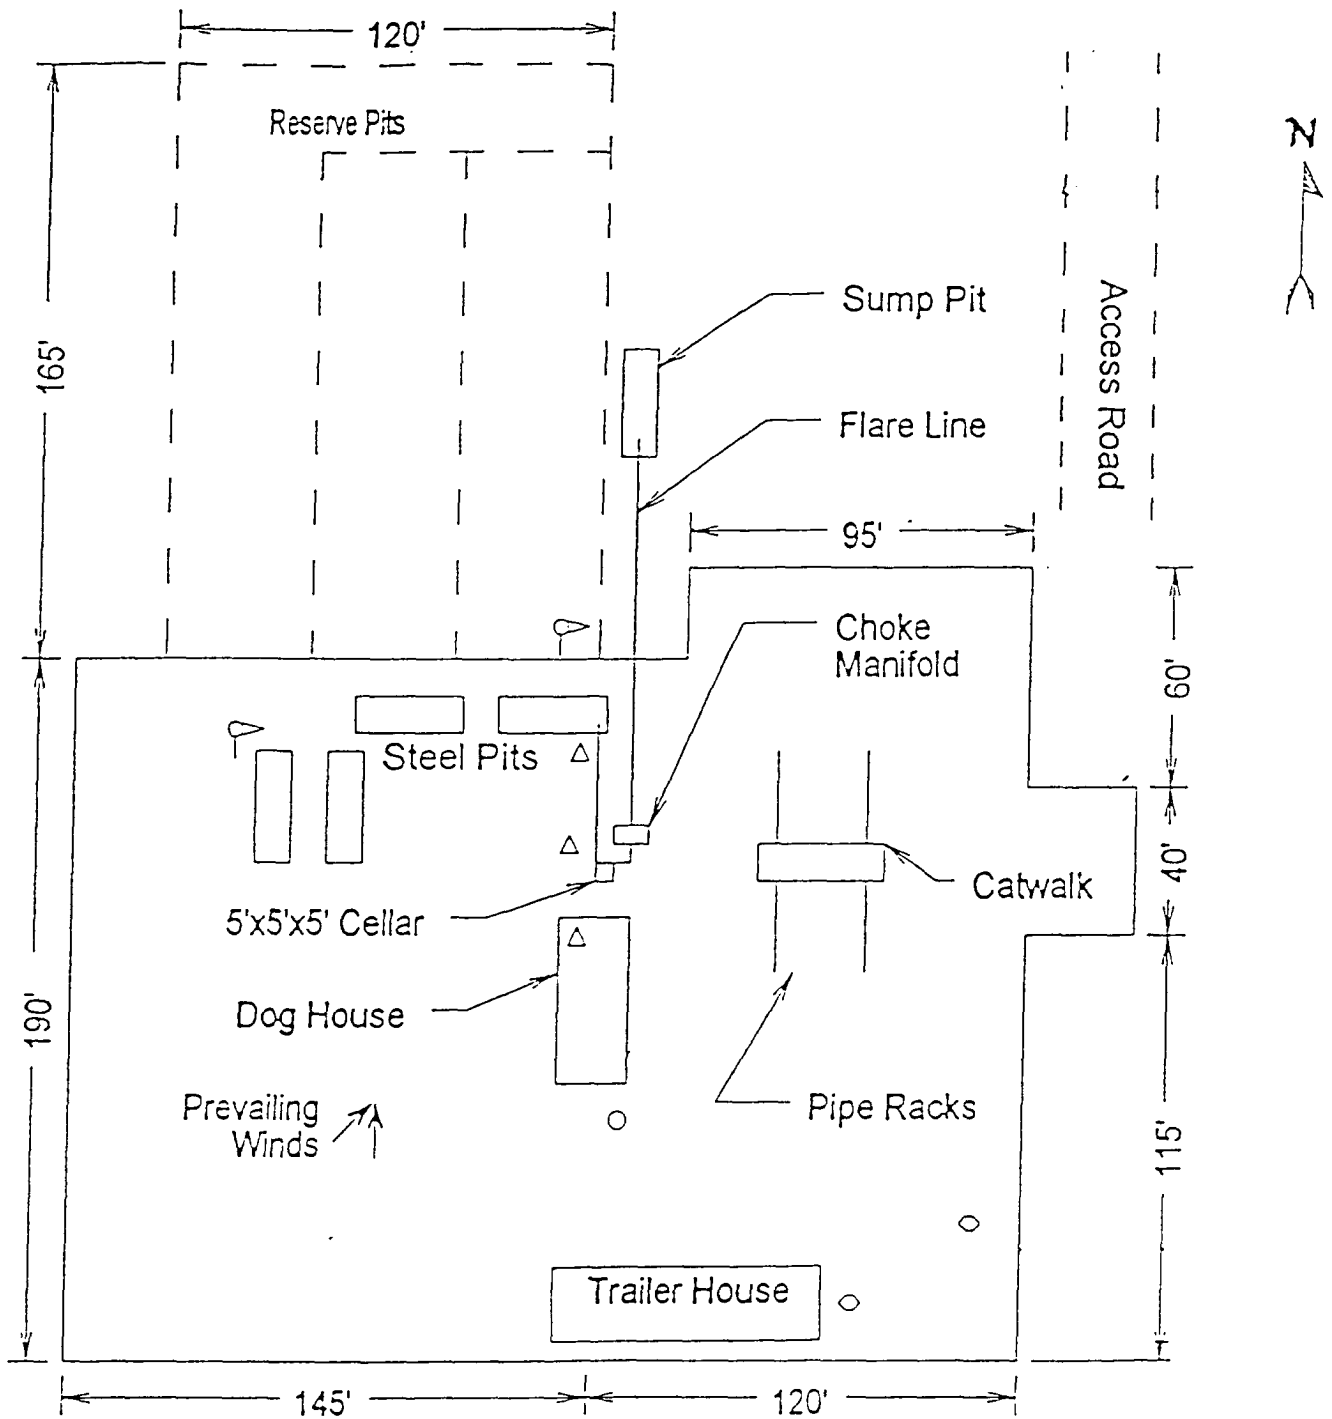 120'
Reserve Pits
N
Sump Pit
165'
Access Road
Flare Line
95'
Choke
Manifold
60'
Steel Pits
40'
Catwalk
5'x5'x5' Cellar
190'
Dog House
Prevailing
Winds
Pipe Racks
115'
Trailer House
145'
120'